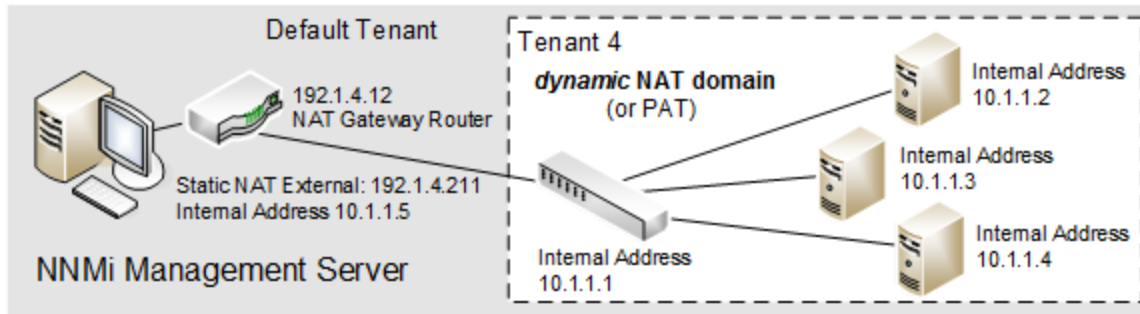 Default Tenant
192.1.4.12
NAT Gateway Router
Static NAT External: 192.1.4.211
Internal Address 10.1.1.5
NNMi Management Server
Tenant 4
dynamic NAT domain
(or PAT)
Internal Address
10.1.1.1
Internal Address
10.1.1.2
Internal Address
10.1.1.3
Internal Address
10.1.1.4